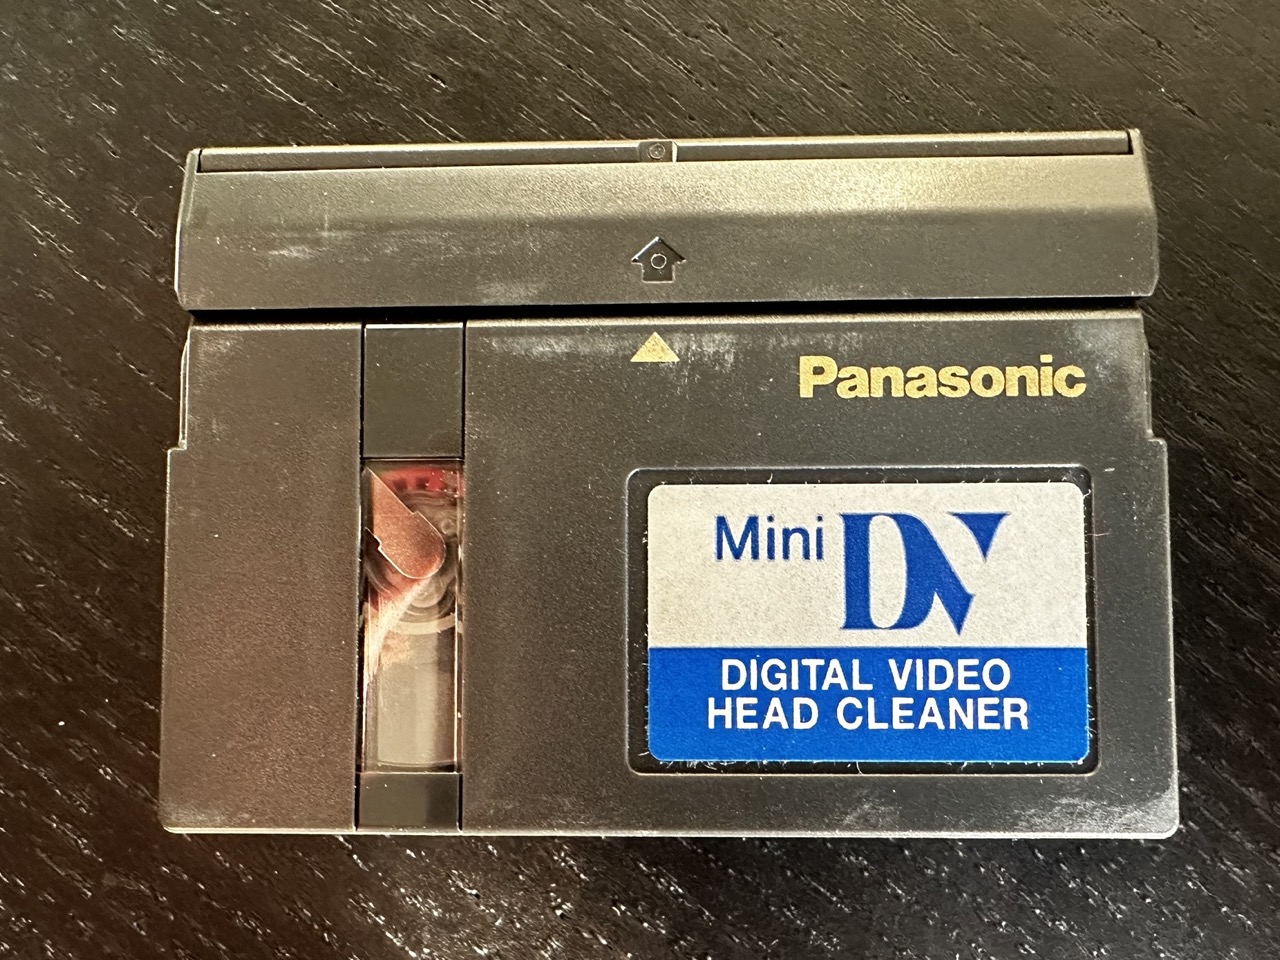 Panasonic
Mini DV
DIGITAL VIDEO
HEAD CLEANER